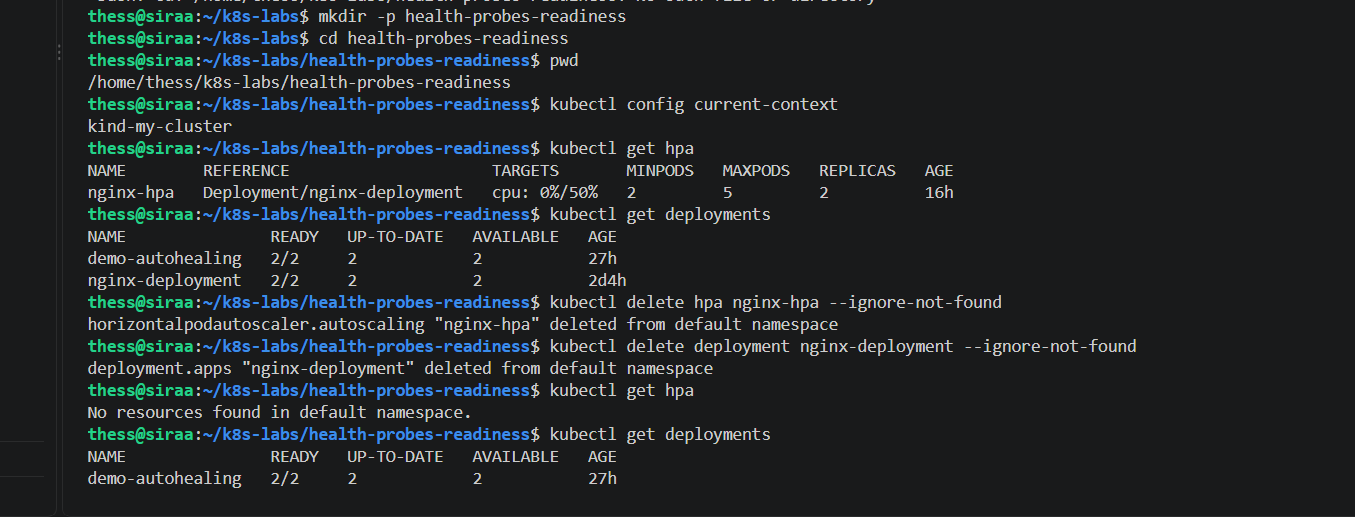 thess@siraa:~/k8s-labs$ mkdir -p health-probes-readiness
thess@siraa:~/k8s-labs$ cd health-probes-readiness
thess@siraa:~/k8s-labs/health-probes-readiness$ pwd
/home/thess/k8s-labs/health-probes-readiness
thess@siraa:~/k8s-labs/health-probes-readiness$ kubectl config current-context
kind-my-cluster
thess@siraa:~/k8s-labs/health-probes-readiness$ kubectl get hpa
NAME        REFERENCE                     TARGETS       MINPODS   MAXPODS   REPLICAS   AGE
nginx-hpa   Deployment/nginx-deployment   cpu: 0%/50%   2         5         2          16h
thess@siraa:~/k8s-labs/health-probes-readiness$ kubectl get deployments
NAME               READY   UP-TO-DATE   AVAILABLE   AGE
demo-autohealing   2/2     2            2           27h
nginx-deployment   2/2     2            2           2d4h
thess@siraa:~/k8s-labs/health-probes-readiness$ kubectl delete hpa nginx-hpa --ignore-not-found
horizontalpodautoscaler.autoscaling "nginx-hpa" deleted from default namespace
thess@siraa:~/k8s-labs/health-probes-readiness$ kubectl delete deployment nginx-deployment --ignore-not-found
deployment.apps "nginx-deployment" deleted from default namespace
thess@siraa:~/k8s-labs/health-probes-readiness$ kubectl get hpa
No resources found in default namespace.
thess@siraa:~/k8s-labs/health-probes-readiness$ kubectl get deployments
NAME               READY   UP-TO-DATE   AVAILABLE   AGE
demo-autohealing   2/2     2            2           27h